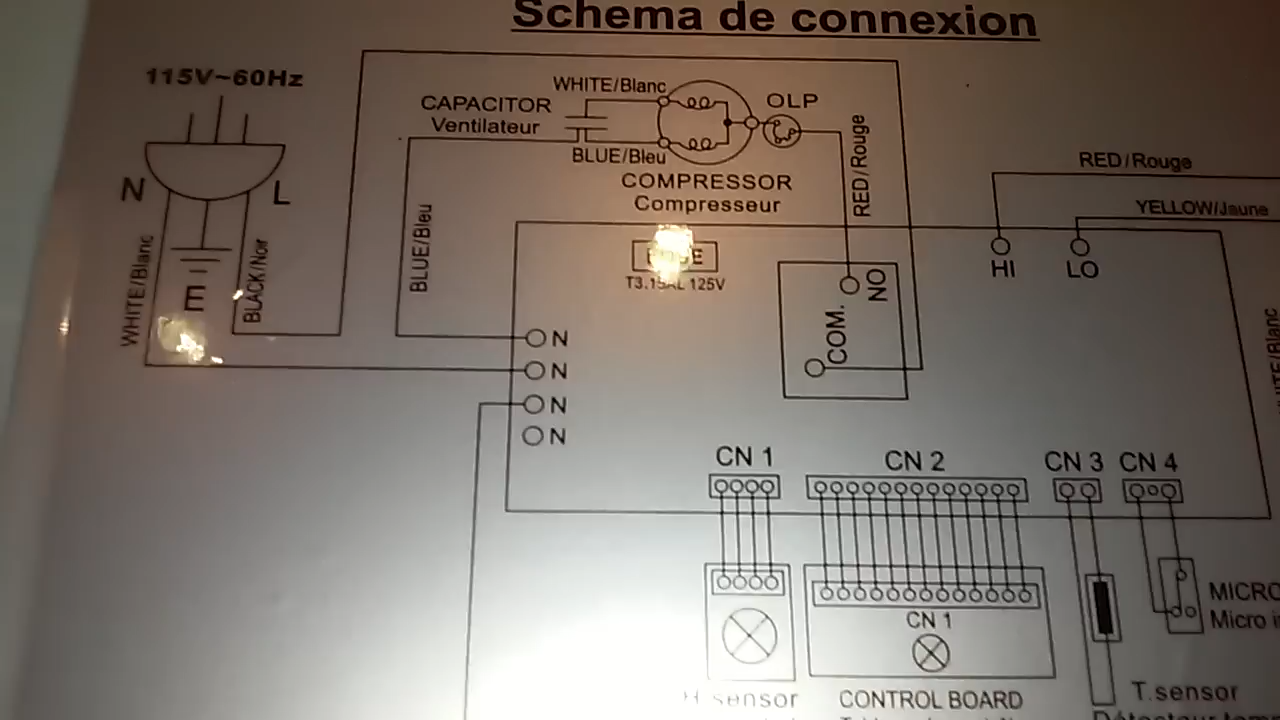 Schema de connexion
115V~60Hz
WHITE/Blanc
CAPACITOR
Ventilateur
OLP
BLUE/Bleu
COMPRESSOR
Compresseur
RED/Rouge
RED/Rouge
YELLOW/Jaune
N
L
WHITE/Blanc
BLACK/Noir
E
BLUE/Bleu
T3.15AL 125V
HI
LO
NO
COM.
N
N
N
N
CN 1
CN 2
CN 3
CN 4
CN 1
MICRO
Micro
sensor
CONTROL BOARD
T.sensor